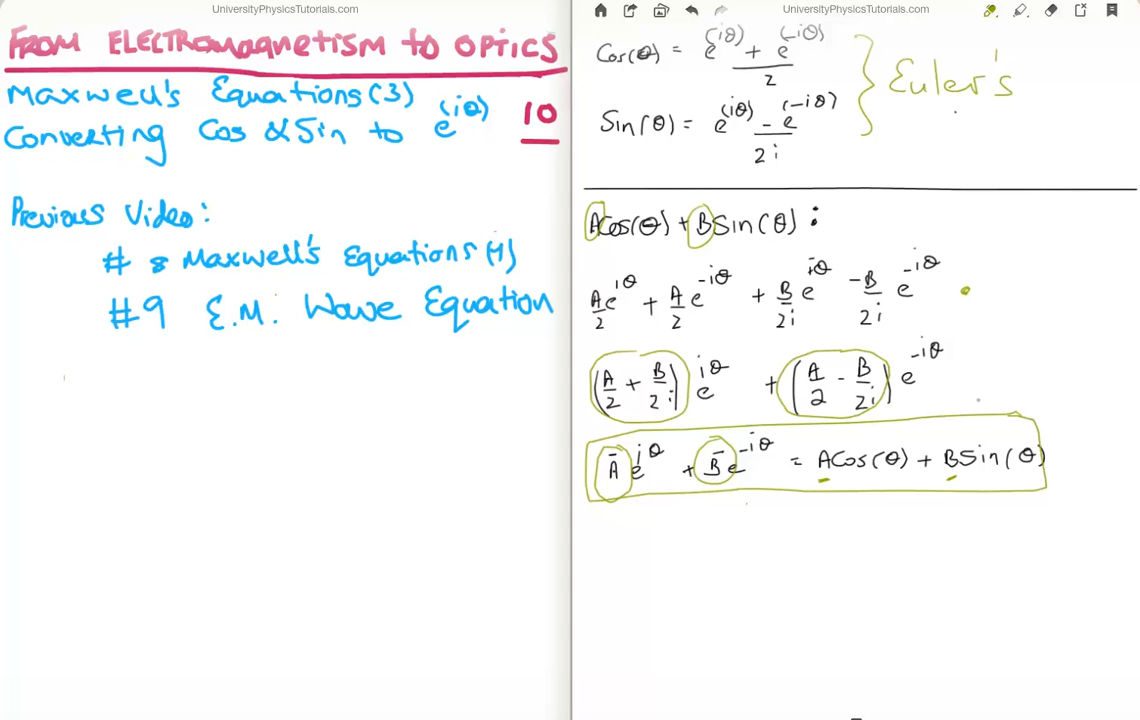 UniversityPhysicsTutorials.com
FROM ELECTROMAGNETISM to OPTICS
Maxwell's Equations (3)
Converting Cos & Sin to e^(iθ) 10
Previous Video:
# 8 Maxwell's Equations (1)
#9 E.M. Wave Equation
UniversityPhysicsTutorials.com
Cos(θ) = (e^(iθ) + e^(-iθ))/2
Sin(θ) = (e^(iθ) - e^(-iθ))/2i
} Euler's
ACos(θ) + BSin(θ) :
A/2 e^iθ + A/2 e^-iθ + B/2i e^iθ - B/2i e^-iθ
(A/2 + B/2i) e^iθ + (A/2 - B/2i) e^-iθ
Ā e^iθ + B̄ e^-iθ = ACos(θ) + BSin(θ)